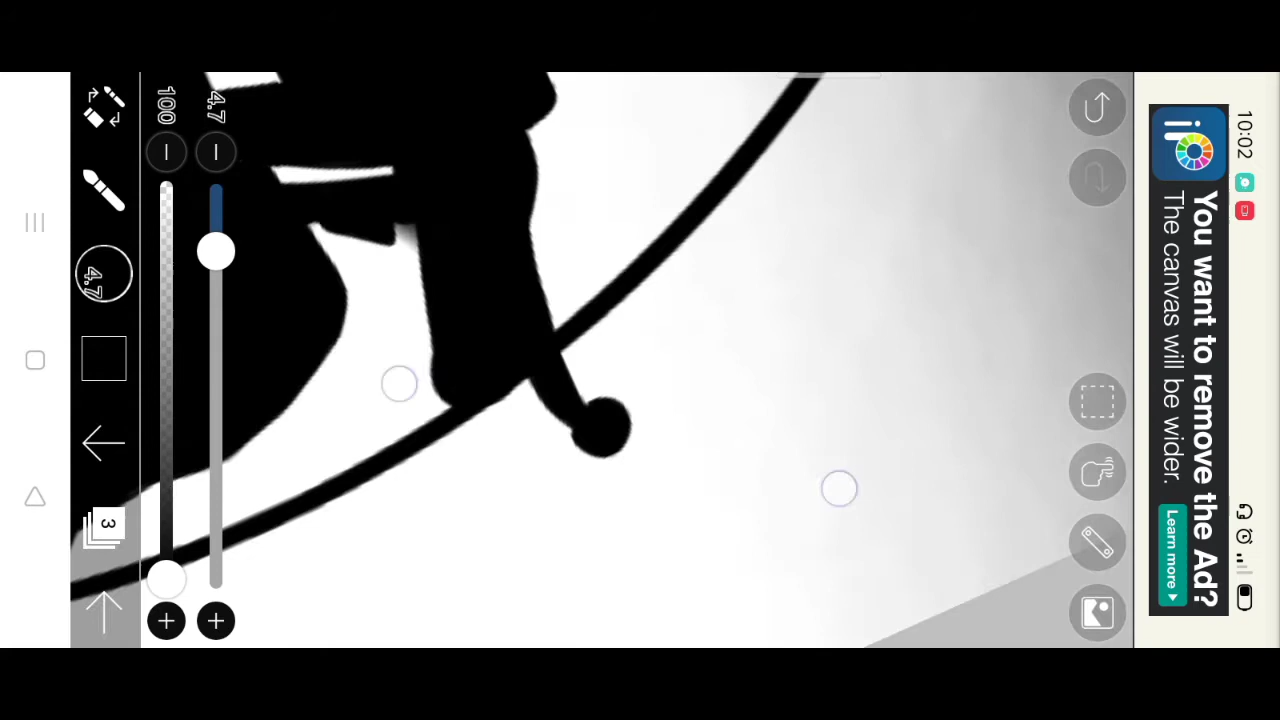 10:02
iP
You want to remove the Ad?
The canvas will be wider.
Learn more
4.7
100
4.7
3